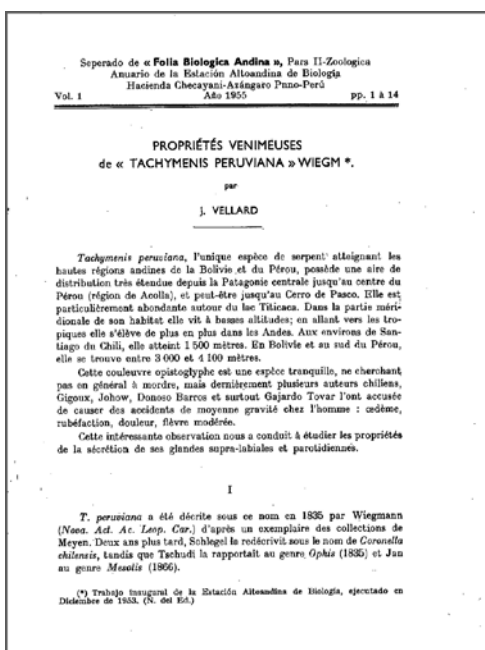 Seperado de « Folia Biologica Andina », Pars II-Zoologica
Anuario de la Estación Altoandina de Biología
Hacienda Checayani-Azángaro Puno-Perú
Vol. 1 Año 1955 pp. 1 à 14
PROPRIÉTÉS VENIMEUSES
de « TACHYMENIS PERUVIANA » WIEGM *.
par
J. VELLARD
Tachymenis peruviana, l'unique espèce de serpent atteignant les
hautes régions andines de la Bolivie et du Pérou, possède une aire de
distribution très étendue depuis la Patagonie centrale jusqu'au centre du
Pérou (région de Acolla), et peut-être jusqu'au Cerro de Pasco. Elle est
particulièrement abondante autour du lac Titicaca. Dans la partie méri-
dionale de son habitat elle vit à basses altitudes; en allant vers les tro-
piques elle s'élève de plus en plus dans les Andes. Aux environs de San-
tiago du Chili, elle atteint 1 500 mètres. En Bolivie et au sud du Pérou,
elle se trouve entre 3 000 et 4 100 mètres.
Cette couleuvre opistoglyphe est une espèce tranquille, ne cherchant
pas en général à mordre, mais dernièrement plusieurs auteurs chiliens,
Gigoux, Johow, Donoso Barros et surtout Gajardo Tovar l'ont accusée
de causer des accidents de moyenne gravité chez l'homme : œdème,
rubéfaction, douleur, fièvre modérée.
Cette intéressante observation nous a conduit à étudier les propriétés
de la sécrétion de ses glandes supra-labiales et parotidiennes.
I
T. peruviana a été décrite sous ce nom en 1835 par Wiegmann
(Nova. Act. Ac. Leop. Car.) d'après un exemplaire des collections de
Meyen. Deux ans plus tard, Schlegel la redécrivit sous le nom de Coronella
chilensis, tandis que Tschudi la rapportait au genre Ophis (1835) et Jan
au genre Mesotis (1866).
(*) Trabajo inaugural de la Estación Altoandina de Biología, ejecutado en
Diciembre de 1953. (N. del Ed.)